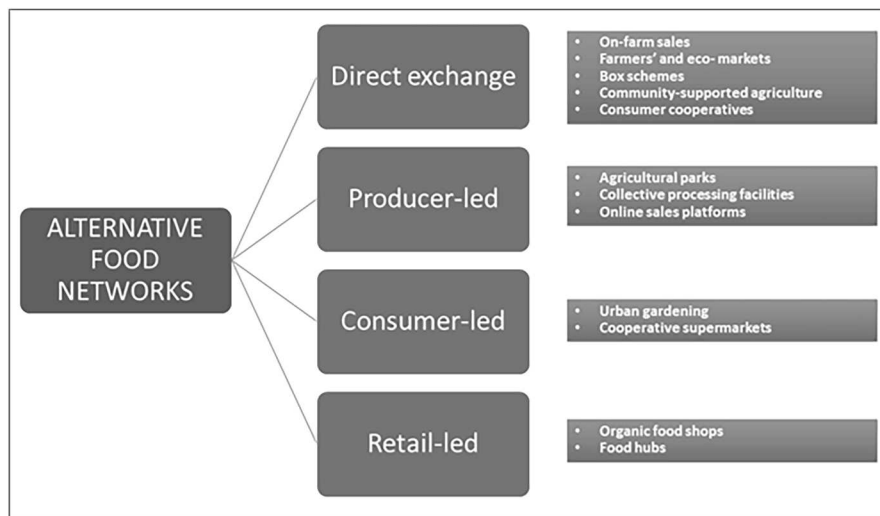 ALTERNATIVE
FOOD
NETWORKS
Direct exchange
• On-farm sales
• Farmers' and eco- markets
• Box schemes
• Community-supported agriculture
• Consumer cooperatives
Producer-led
• Agricultural parks
• Collective processing facilities
• Online sales platforms
Consumer-led
• Urban gardening
• Cooperative supermarkets
Retail-led
• Organic food shops
• Food hubs